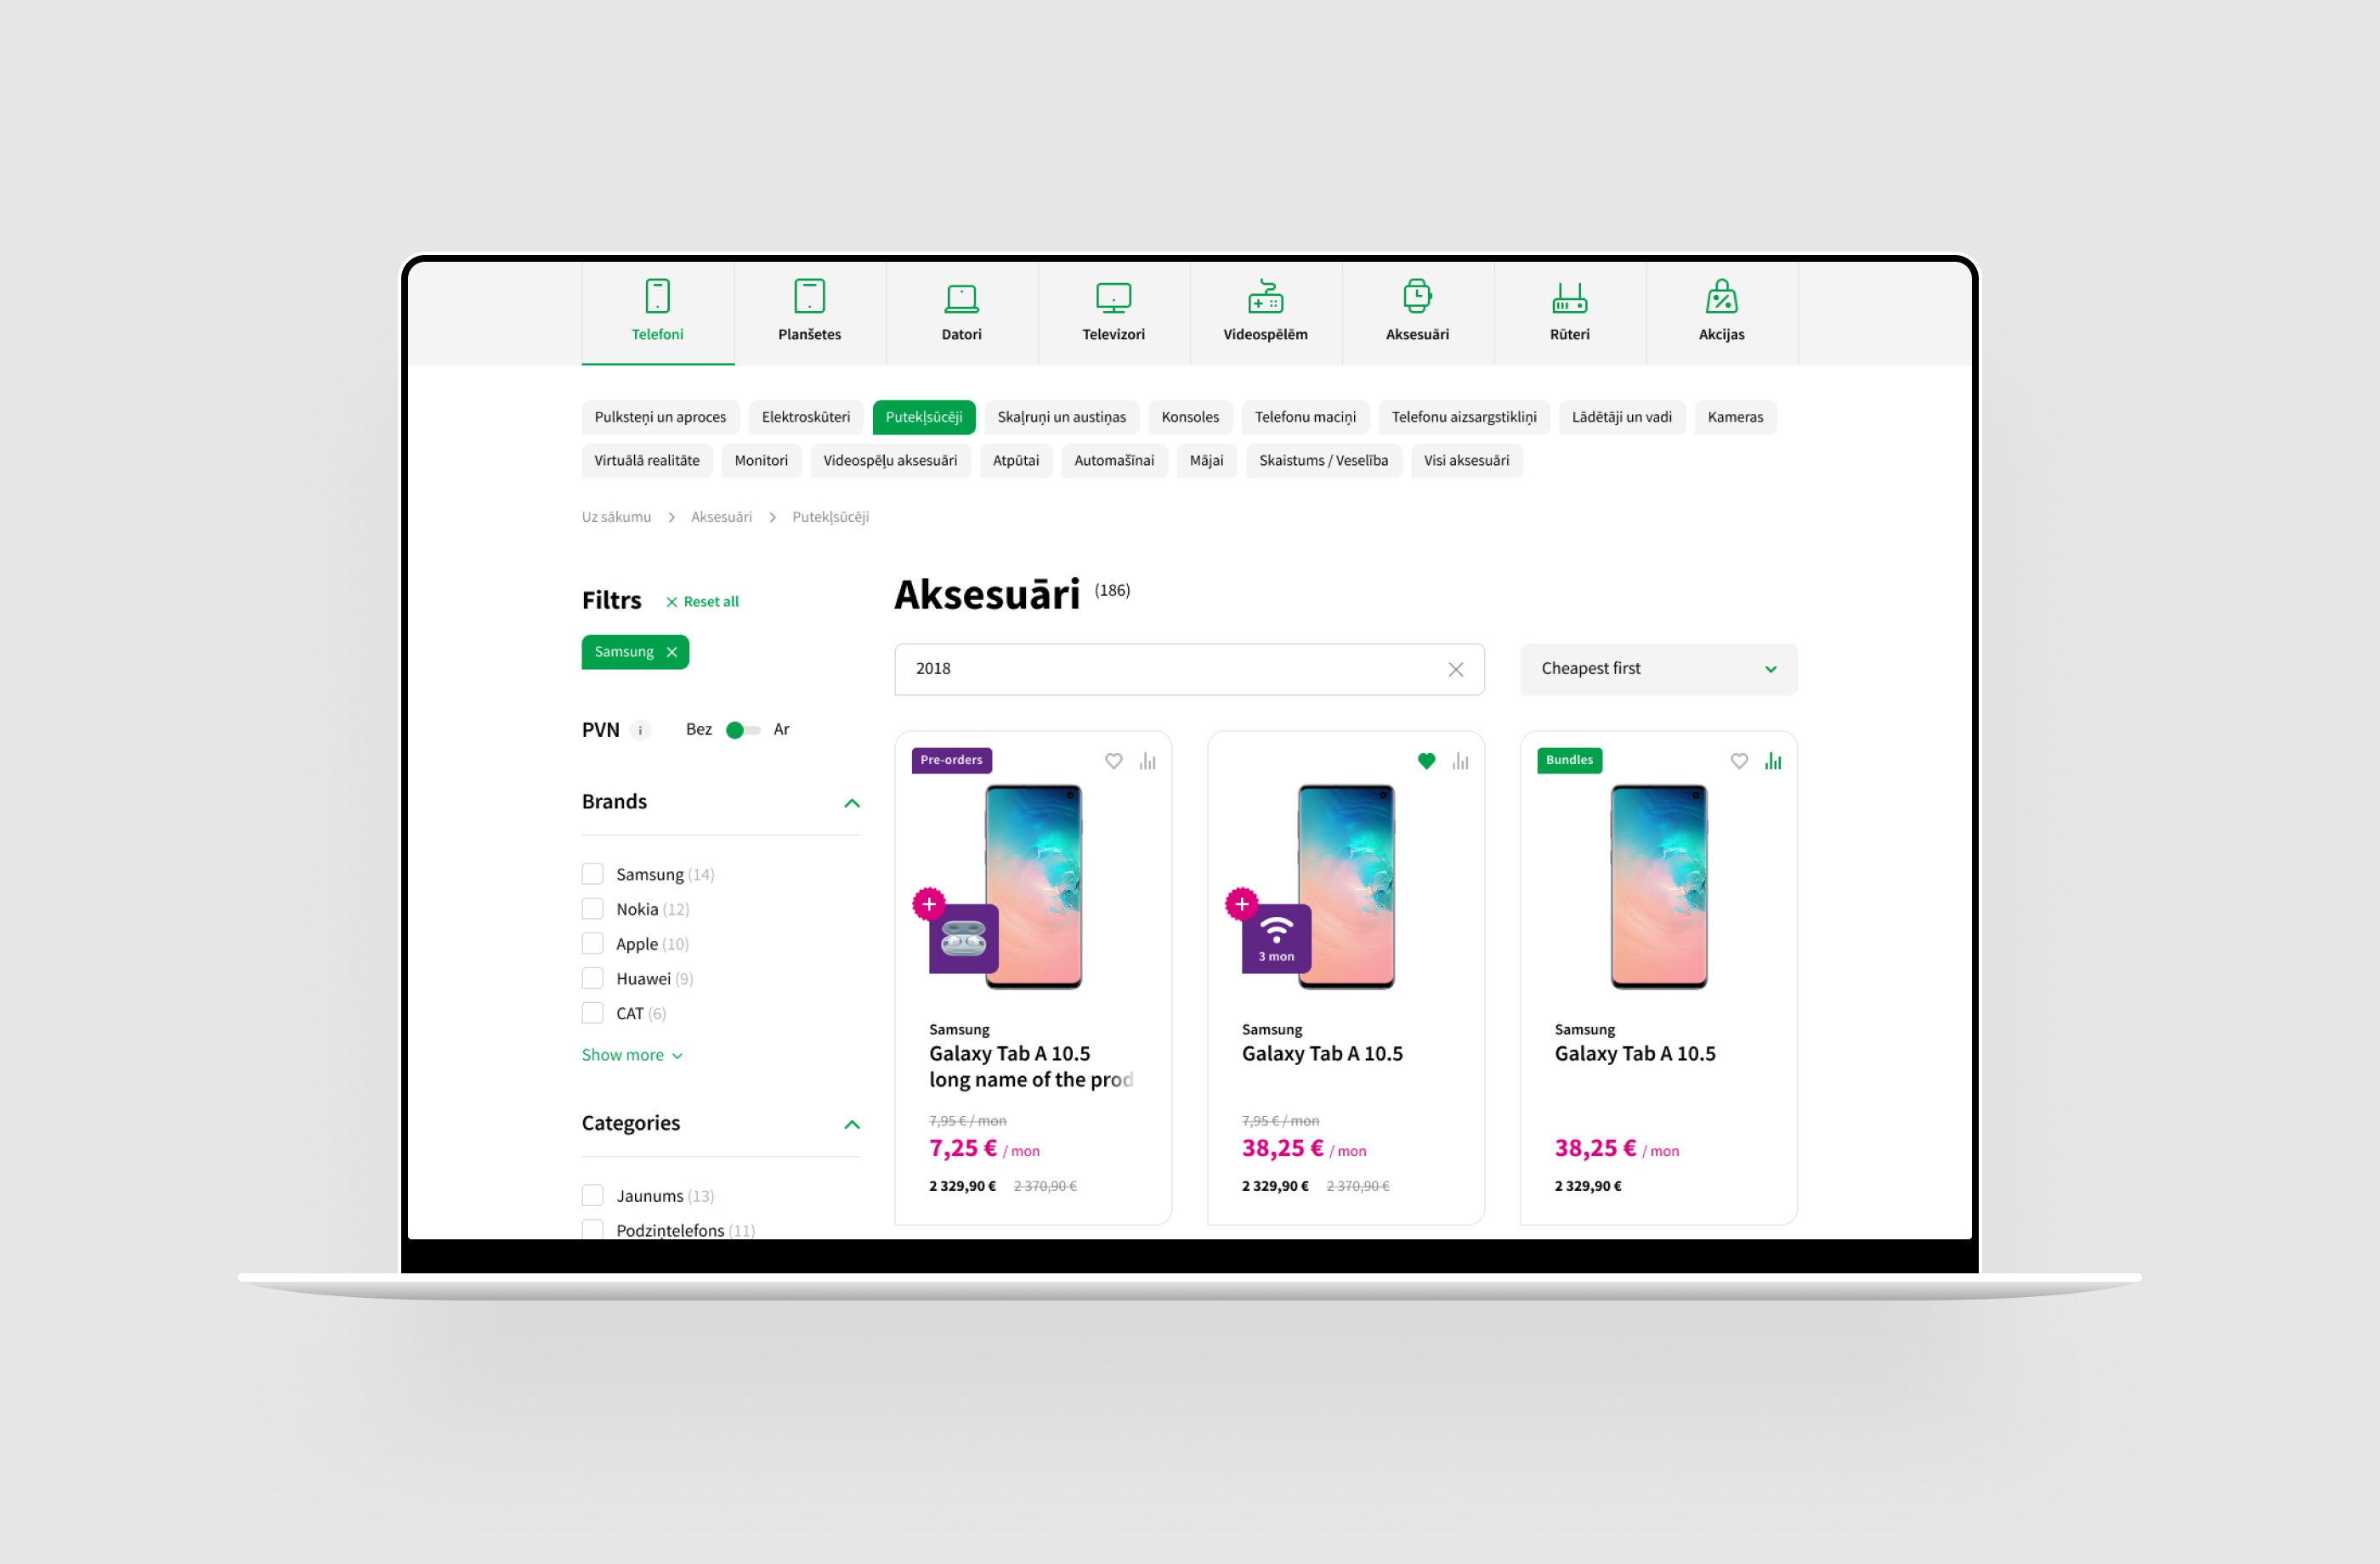 Telefoni
Planšetes
Datori
Televizori
Videospēlēm
Aksesuāri
Rūteri
Akcijas
Pulksteņi un aproces
Elektroskūteri
Putekļsūcēji
Skaļruņi un austiņas
Konsoles
Telefonu maciņi
Telefonu aizsargstikliņi
Lādētāji un vadi
Kameras
Virtuālā realitāte
Monitori
Videospēļu aksesuāri
Atpūtai
Automašīnai
Mājai
Skaistums / Veselība
Visi aksesuāri
Uz sākumu
Aksesuāri
Putekļsūcēji
Filtrs
Reset all
Samsung
PVN
i
Bez
Ar
Brands
Samsung (14)
Nokia (12)
Apple (10)
Huawei (9)
CAT (6)
Show more
Categories
Jaunums (13)
Podziņtelefons (11)
Aksesuāri (186)
2018
Cheapest first
Pre-orders
Samsung
Galaxy Tab A 10.5
long name of the prod
7,95 € / mon
7,25 € / mon
2 329,90 € 2 370,90 €
3 mon
Samsung
Galaxy Tab A 10.5
7,95 € / mon
38,25 € / mon
2 329,90 € 2 370,90 €
Bundles
Samsung
Galaxy Tab A 10.5
38,25 € / mon
2 329,90 €